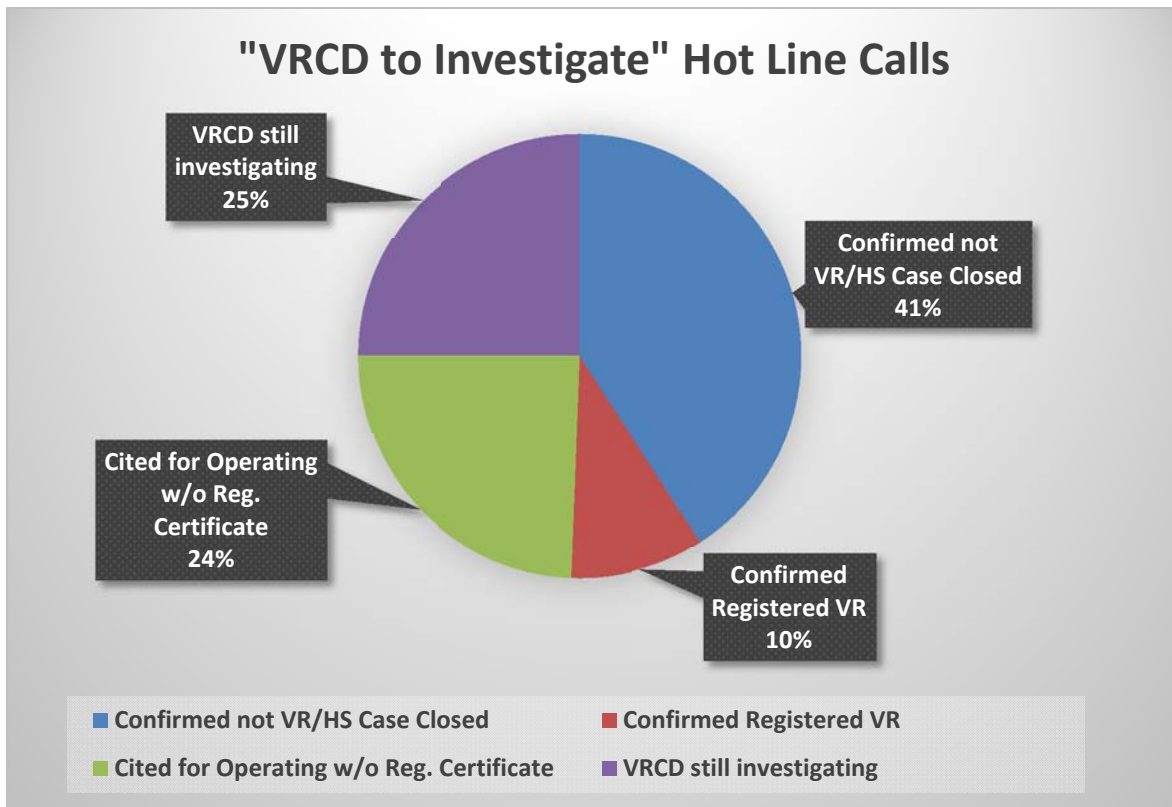 "VRCD to Investigate" Hot Line Calls
VRCD still
investigating
25%
Confirmed not
VR/HS Case Closed
41%
Cited for Operating
w/o Reg.
Certificate
24%
Confirmed
Registered VR
10%
Confirmed not VR/HS Case Closed
Confirmed Registered VR
Cited for Operating w/o Reg. Certificate
VRCD still investigating